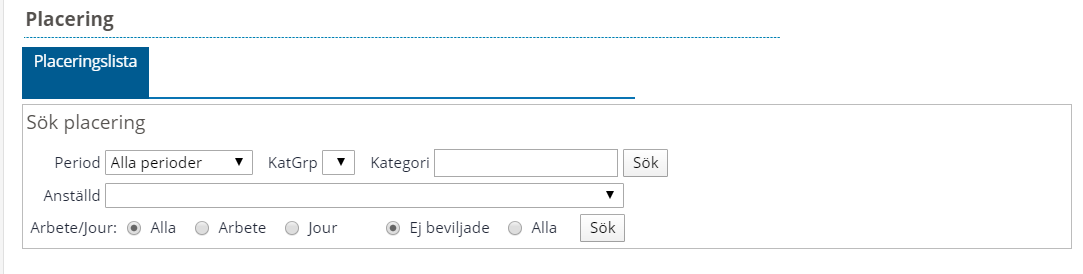 Placering
Placeringslista
Sök placering
Period Alla perioder KatGrp Kategori Sök
Anställd
Arbete/Jour: Alla Arbete Jour Ej beviljade Alla Sök